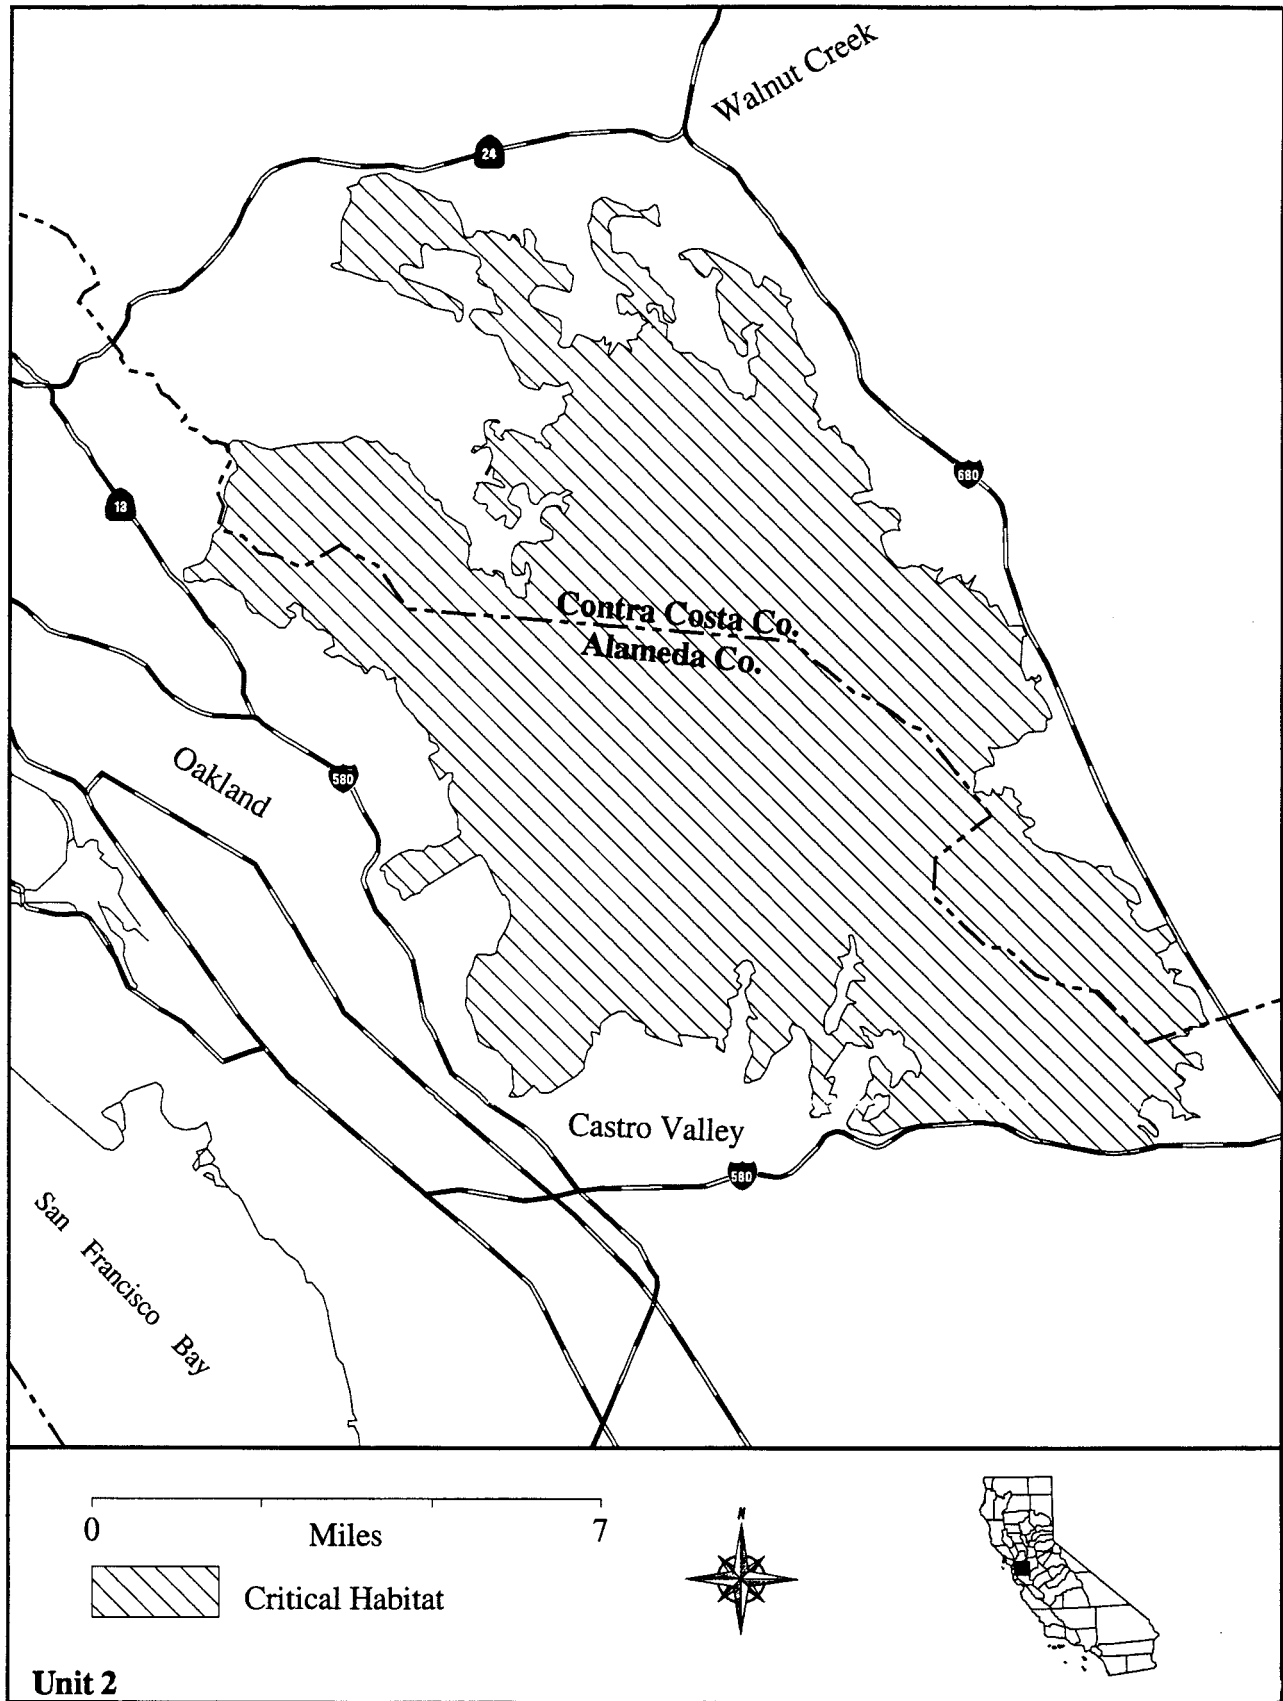 Walnut Creek
24
680
13
Contra Costa Co.
Alameda Co.
Oakland
580
Castro Valley
580
San Francisco Bay
0 7
Miles
N
Critical Habitat
Unit 2